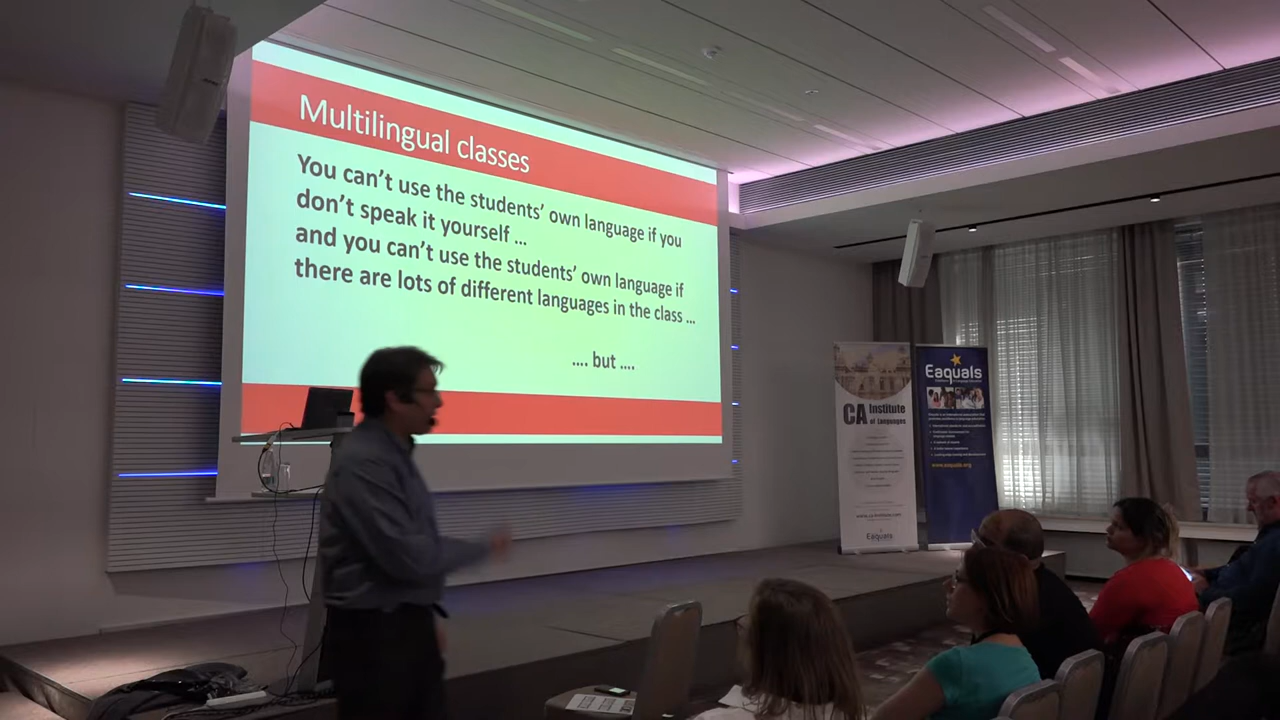 Multilingual classes
You can't use the students' own language if you
don't speak it yourself ...
and you can't use the students' own language if
there are lots of different languages in the class ...
.... but ....
CA Institute
of Languages
Eaquals
Eaquals
www.eaquals.org